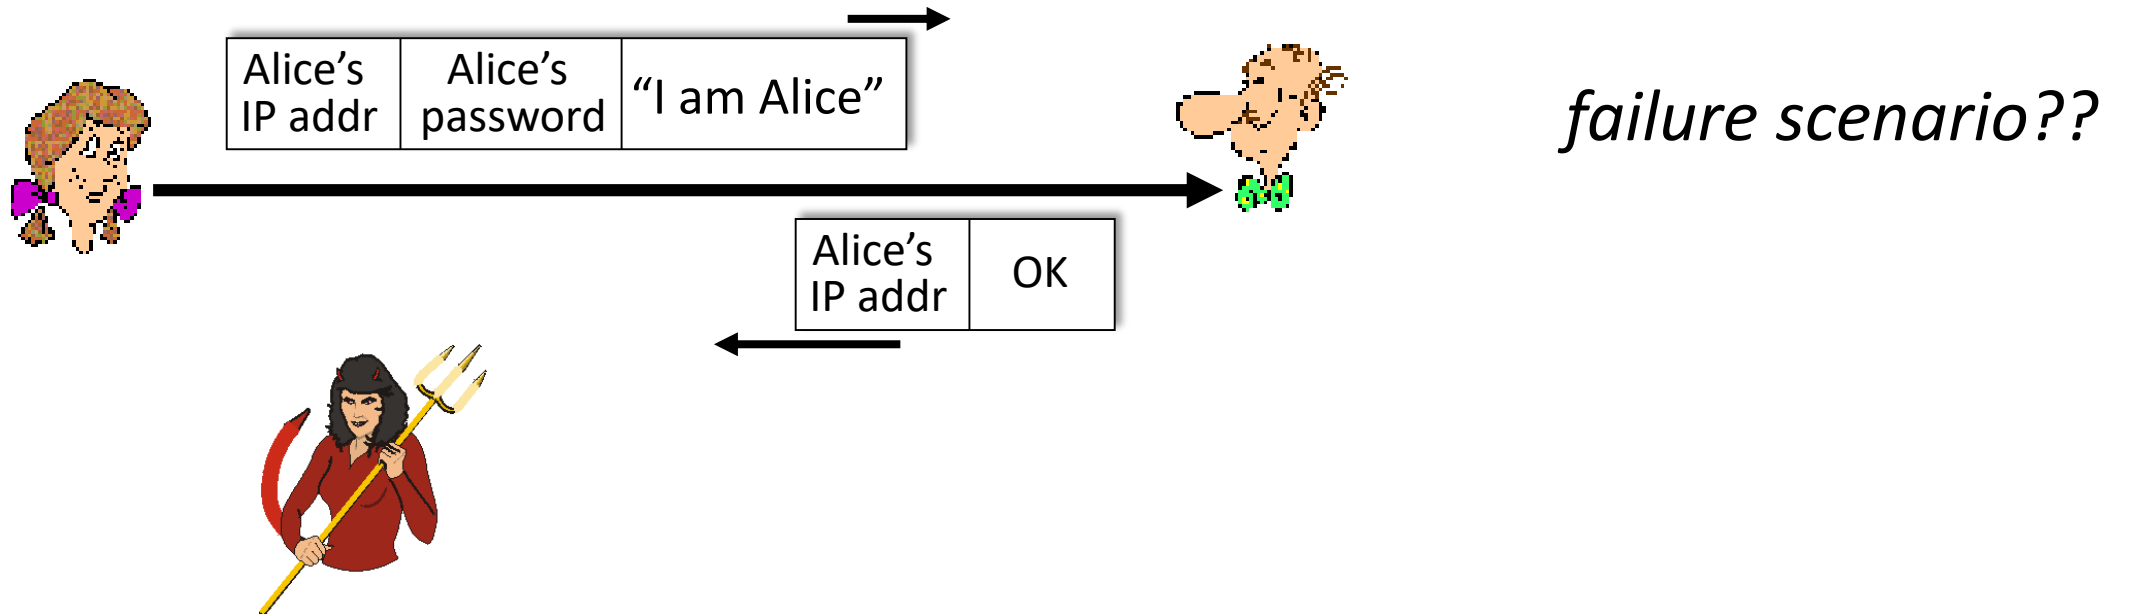 Alice’s
IP addr
Alice’s
password
“I am Alice”
failure scenario??
Alice’s
IP addr
OK